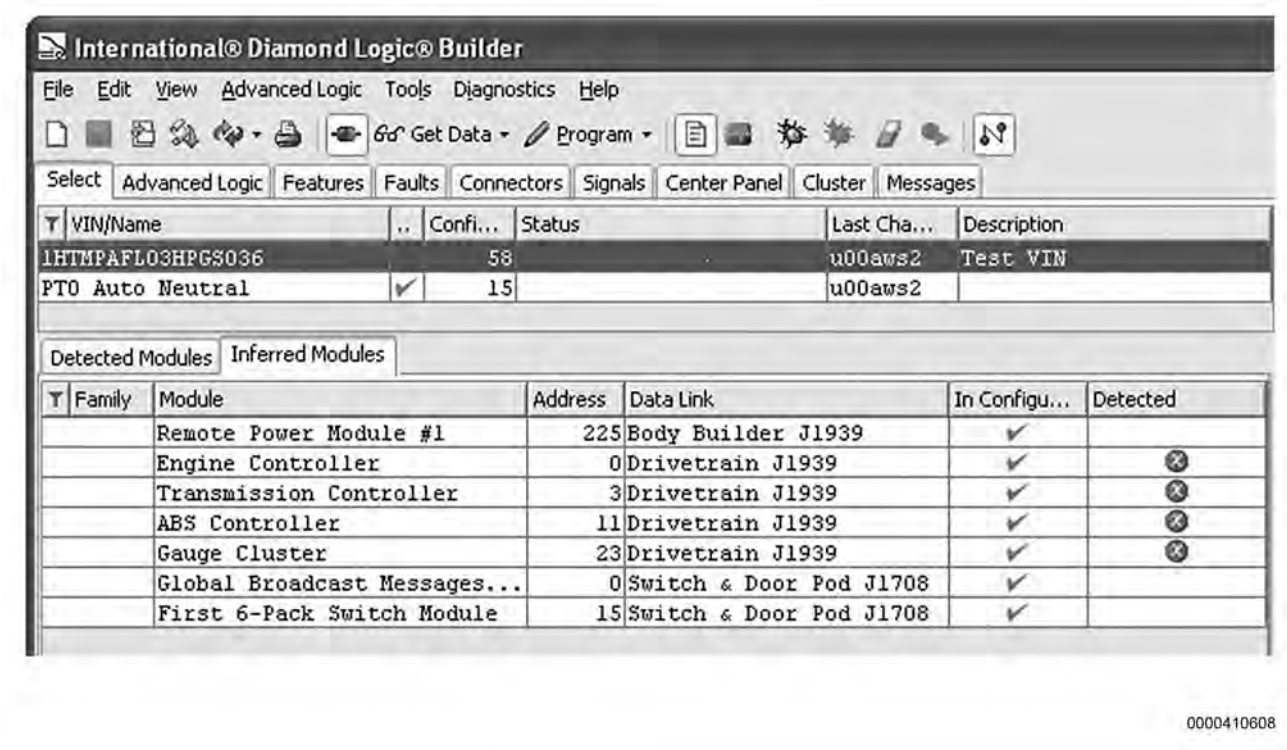 International® Diamond Logic® Builder
File Edit View Advanced Logic Tools Diagnostics Help
Get Data Program
Select Advanced Logic Features Faults Connectors Signals Center Panel Cluster Messages
VIN/Name .. Confi... Status Last Cha... Description
1HTMPAFL03HPGS036 58 u00aws2 Test VIN
PTO Auto Neutral 15 u00aws2
Detected Modules Inferred Modules
Family Module Address Data Link In Configu... Detected
Remote Power Module #1 225 Body Builder J1939
Engine Controller 0 Drivetrain J1939
Transmission Controller 3 Drivetrain J1939
ABS Controller 11 Drivetrain J1939
Gauge Cluster 23 Drivetrain J1939
Global Broadcast Messages... 0 Switch & Door Pod J1708
First 6-Pack Switch Module 15 Switch & Door Pod J1708
0000410608